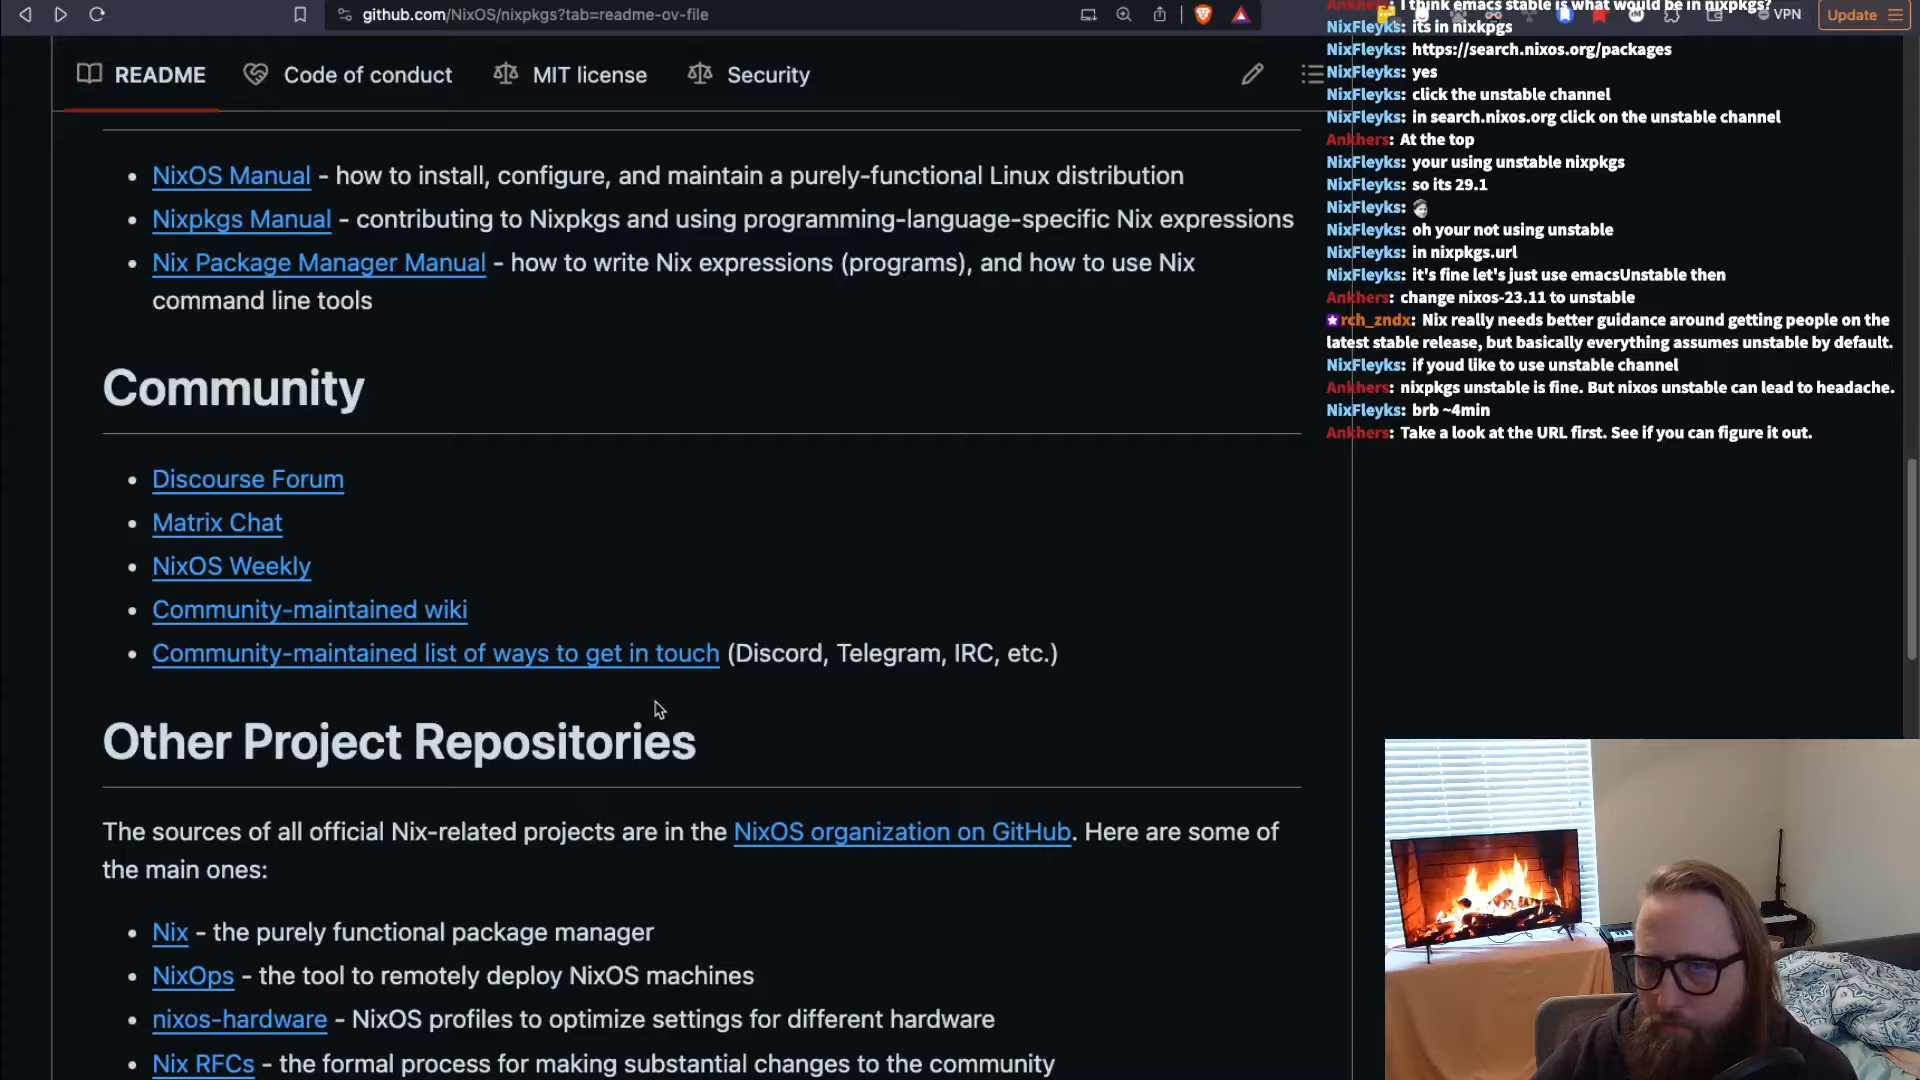 github.com/NixOS/nixpkgs?tab=readme-ov-file
VPN
Update
README
Code of conduct
MIT license
Security
NixOS Manual - how to install, configure, and maintain a purely-functional Linux distribution
Nixpkgs Manual - contributing to Nixpkgs and using programming-language-specific Nix expressions
Nix Package Manager Manual - how to write Nix expressions (programs), and how to use Nix
command line tools
Community
Discourse Forum
Matrix Chat
NixOS Weekly
Community-maintained wiki
Community-maintained list of ways to get in touch (Discord, Telegram, IRC, etc.)
Other Project Repositories
The sources of all official Nix-related projects are in the NixOS organization on GitHub. Here are some of
the main ones:
Nix - the purely functional package manager
NixOps - the tool to remotely deploy NixOS machines
nixos-hardware - NixOS profiles to optimize settings for different hardware
Nix RFCs - the formal process for making substantial changes to the community
Ankhers: I think emacs stable is what would be in nixpkgs?
NixFleyks: its in nixkpgs
NixFleyks: https://search.nixos.org/packages
NixFleyks: yes
NixFleyks: click the unstable channel
NixFleyks: in search.nixos.org click on the unstable channel
Ankhers: At the top
NixFleyks: your using unstable nixpkgs
NixFleyks: so its 29.1
NixFleyks:
NixFleyks: oh your not using unstable
NixFleyks: in nixpkgs.url
NixFleyks: it's fine let's just use emacsUnstable then
Ankhers: change nixos-23.11 to unstable
rch_zndx: Nix really needs better guidance around getting people on the
latest stable release, but basically everything assumes unstable by default.
NixFleyks: if youd like to use unstable channel
Ankhers: nixpkgs unstable is fine. But nixos unstable can lead to headache.
NixFleyks: brb ~4min
Ankhers: Take a look at the URL first. See if you can figure it out.